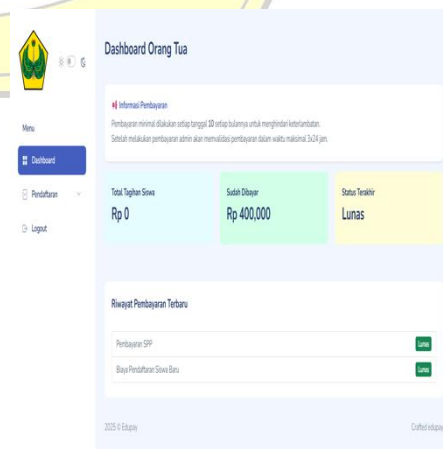 Dashboard Orang Tua
Informasi Pembayaran
Pembayaran minimal dilakukan setiap tanggal 10 setiap bulannya untuk menghindari keterlambatan.
Setelah melakukan pembayaran admin akan memvalidasi pembayaran dalam waktu maksimal 3x24 jam.
Menu
Dashboard
Pendaftaran
Logout
Total Tagihan Siswa
Rp 0
Sudah Dibayar
Rp 400,000
Status Terakhir
Lunas
Riwayat Pembayaran Terbaru
Pembayaran SPP
Lunas
Biaya Pendaftaran Siswa Baru
Lunas
2025 © Edupay
Crafted edupay